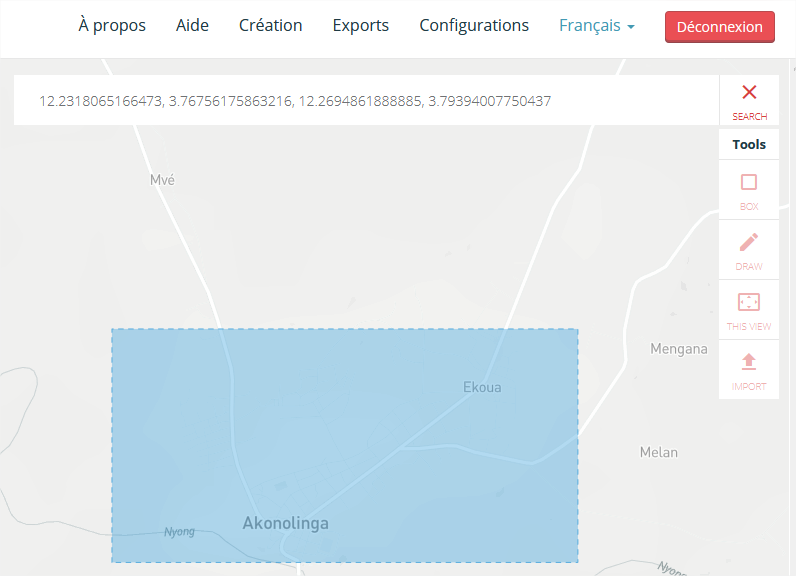 À propos Aide Création Exports Configurations Français Déconnexion
12.2318065166473, 3.76756175863216, 12.2694861888885, 3.79394007750437
SEARCH
Tools
Mvé
BOX
DRAW
THIS VIEW
Mengana
IMPORT
Ekoua
Melan
Akonolinga
Nyong
Nyong